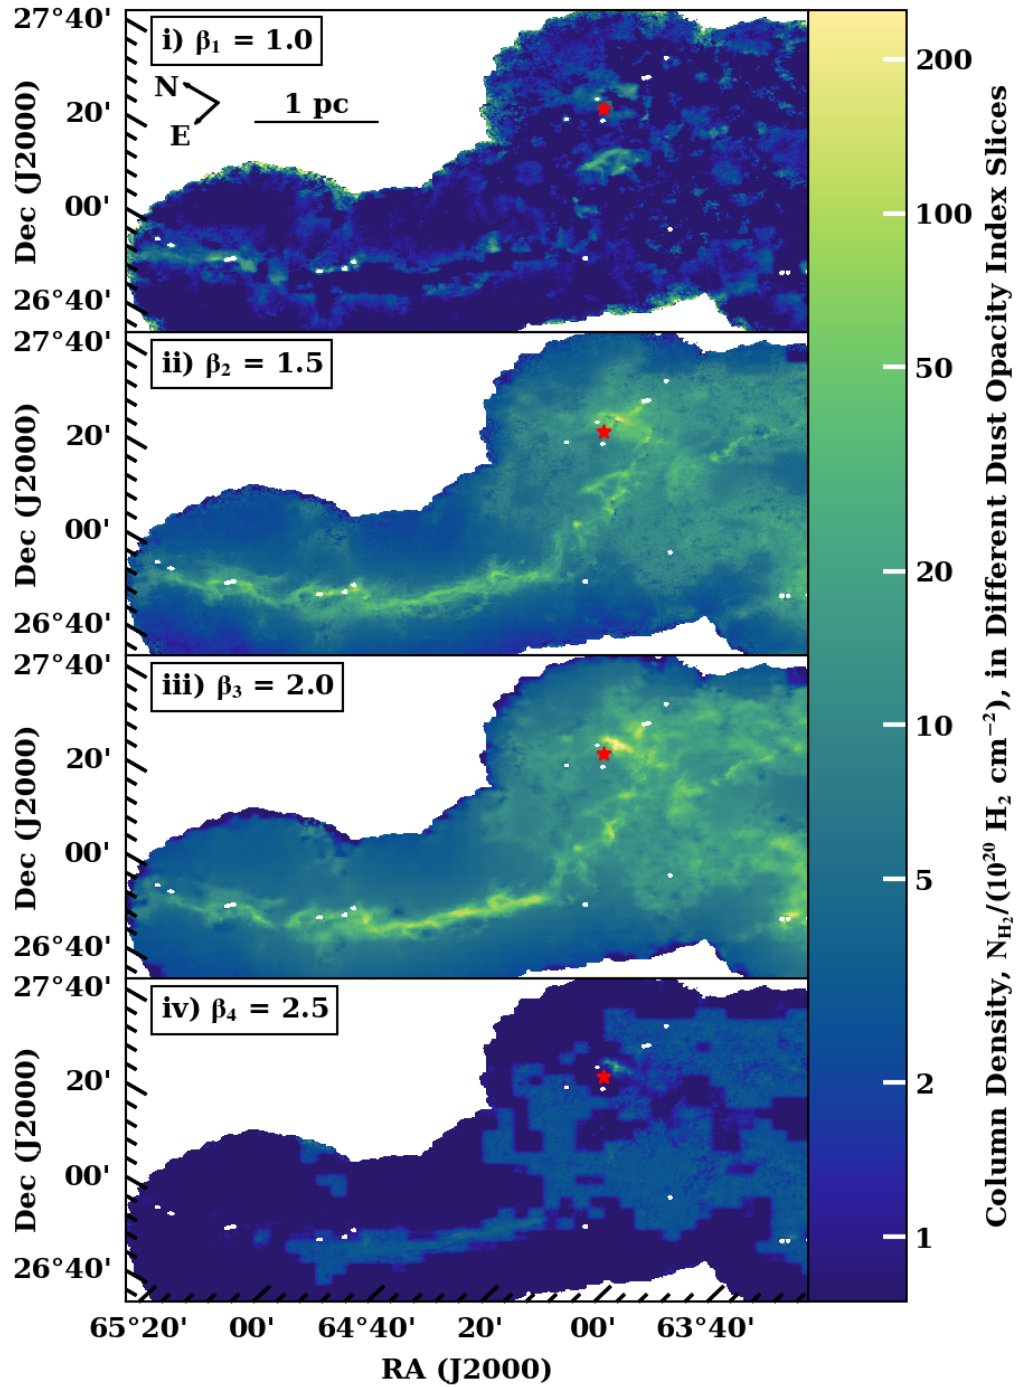 i) β₁ = 1.0
N
E
1 pc
27°40'
20'
00'
26°40'
Dec (J2000)
ii) β₂ = 1.5
27°40'
20'
00'
26°40'
Dec (J2000)
iii) β₃ = 2.0
27°40'
20'
00'
26°40'
Dec (J2000)
iv) β₄ = 2.5
27°40'
20'
00'
26°40'
Dec (J2000)
65°20' 00' 64°40' 20' 00' 63°40'
RA (J2000)
200
100
50
20
10
5
2
1
Column Density, N_H₂/(10²⁰ H₂ cm⁻²), in Different Dust Opacity Index Slices